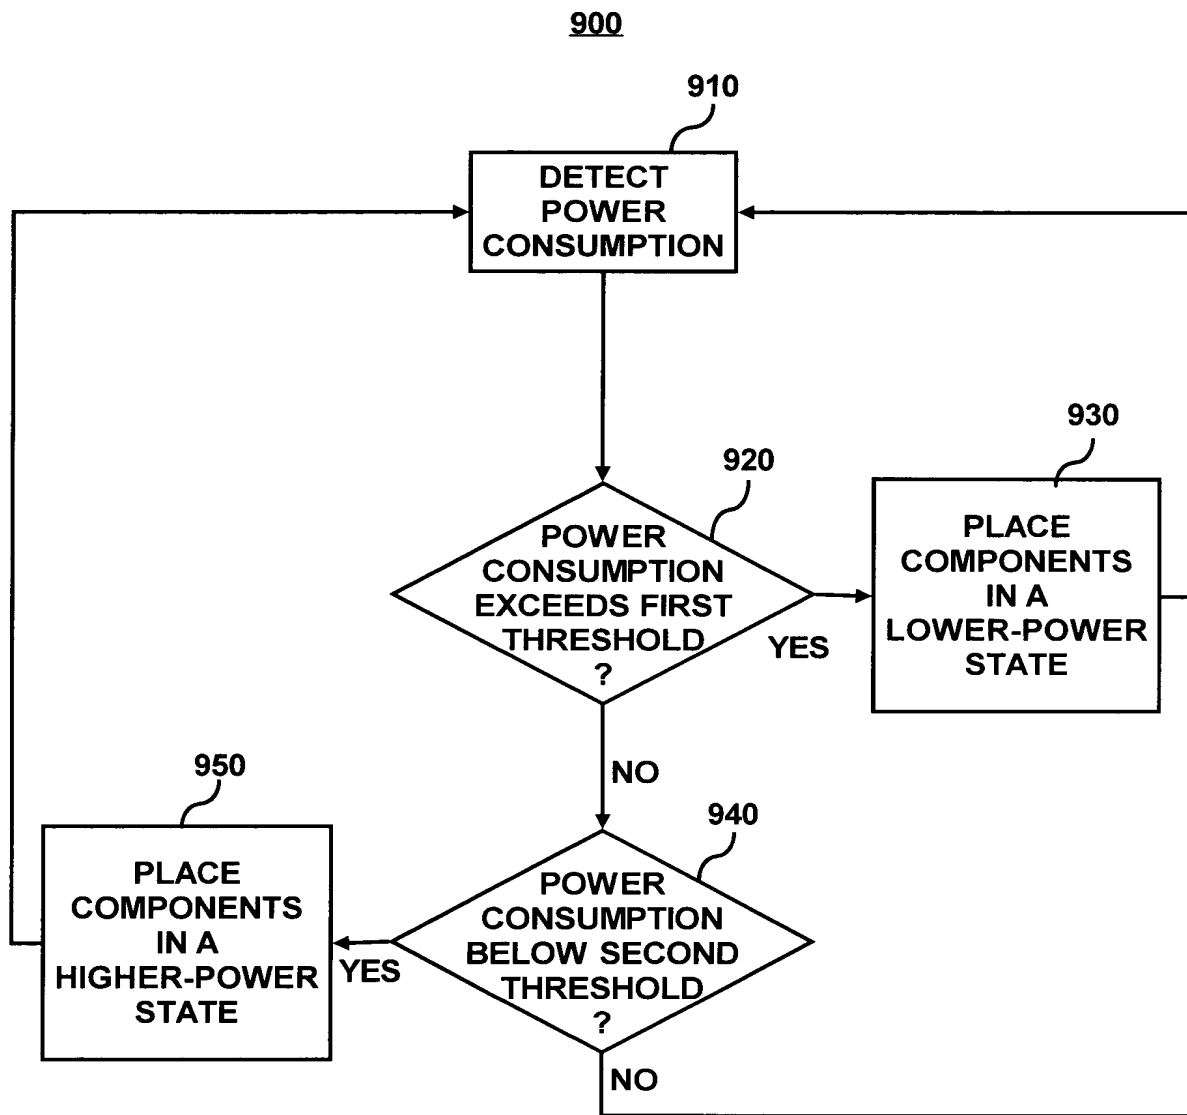 900
910
DETECT
POWER
CONSUMPTION
920
POWER
CONSUMPTION
EXCEEDS FIRST
THRESHOLD
?
YES
930
PLACE
COMPONENTS
IN A
LOWER-POWER
STATE
NO
940
POWER
CONSUMPTION
BELOW SECOND
THRESHOLD
?
YES
950
PLACE
COMPONENTS
IN A
HIGHER-POWER
STATE
NO